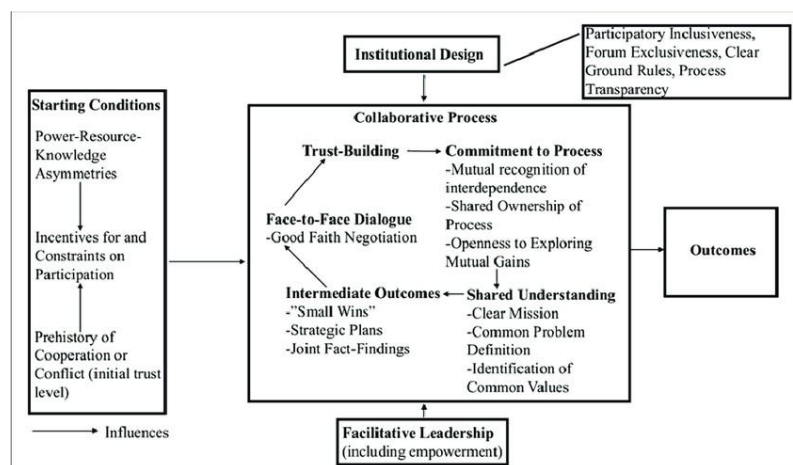 Institutional Design
Participatory Inclusiveness,
Forum Exclusiveness, Clear
Ground Rules, Process
Transparency
Starting Conditions
Power-Resource-
Knowledge
Asymmetries
Incentives for and
Constraints on
Participation
Prehistory of
Cooperation or
Conflict (initial trust
level)
Influences
Collaborative Process
Trust-Building
Commitment to Process
-Mutual recognition of
interdependence
-Shared Ownership of
Process
-Openness to Exploring
Mutual Gains
Face-to-Face Dialogue
-Good Faith Negotiation
Intermediate Outcomes
-"Small Wins"
-Strategic Plans
-Joint Fact-Findings
Shared Understanding
-Clear Mission
-Common Problem
Definition
-Identification of
Common Values
Outcomes
Facilitative Leadership
(including empowerment)